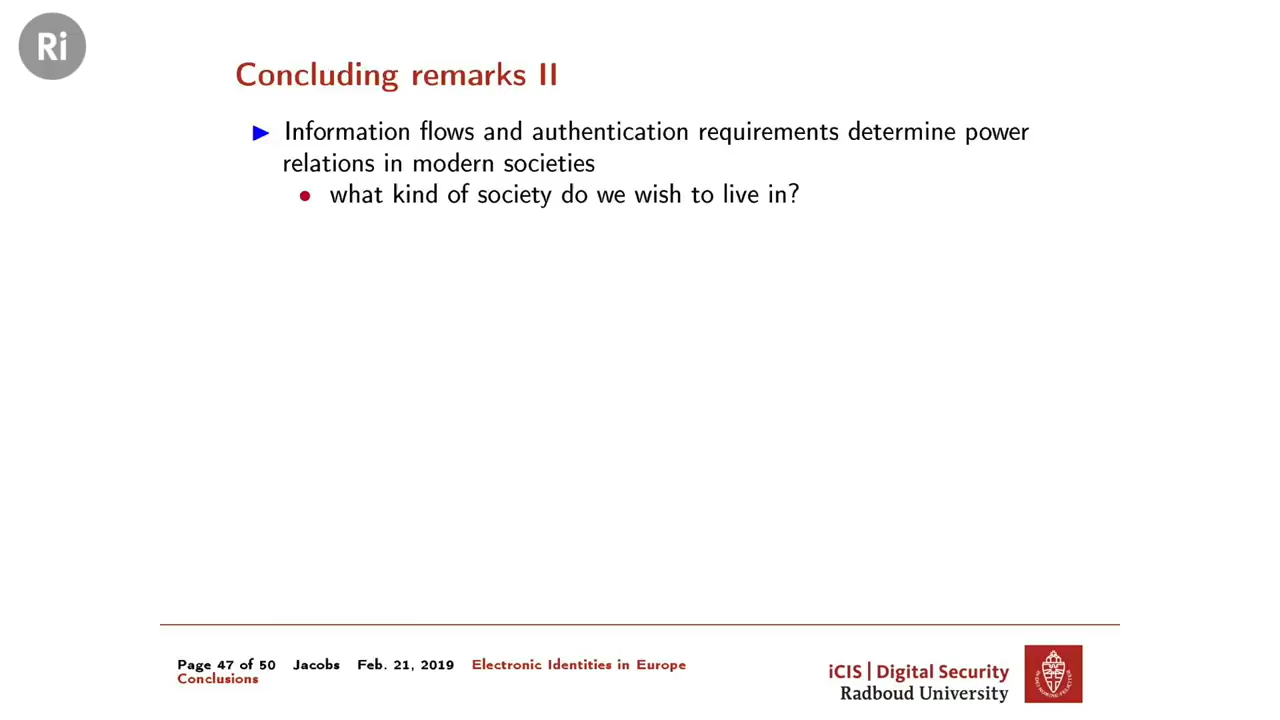 Ri
Concluding remarks II
Information flows and authentication requirements determine power
relations in modern societies
what kind of society do we wish to live in?
Page 47 of 50 Jacobs Feb. 21, 2019 Electronic Identities in Europe
Conclusions
iCIS | Digital Security
Radboud University